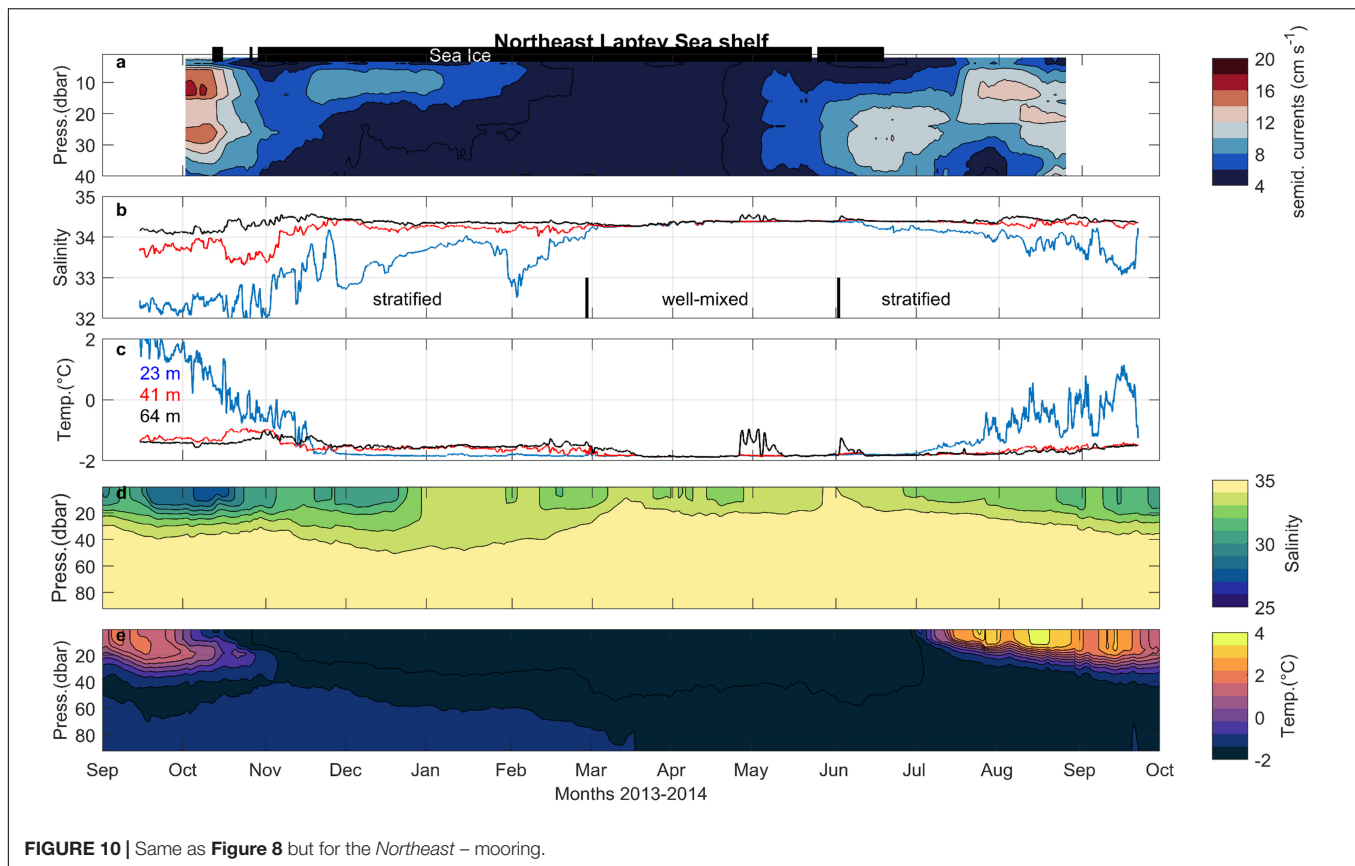 Northeast Laptev Sea shelf
Sea Ice
a
Press.(dbar)
10
20
30
40
20
16
12
8
4
semid. currents (cm s⁻¹)
b
Salinity
35
34
33
32
stratified
well-mixed
stratified
c
Temp.(°C)
2
0
-2
23 m
41 m
64 m
d
Press.(dbar)
20
40
60
80
35
30
25
Salinity
e
Press.(dbar)
20
40
60
80
4
2
0
-2
Temp.(°C)
Sep Oct Nov Dec Jan Feb Mar Apr May Jun Jul Aug Sep Oct
Months 2013-2014
FIGURE 10 | Same as Figure 8 but for the Northeast – mooring.